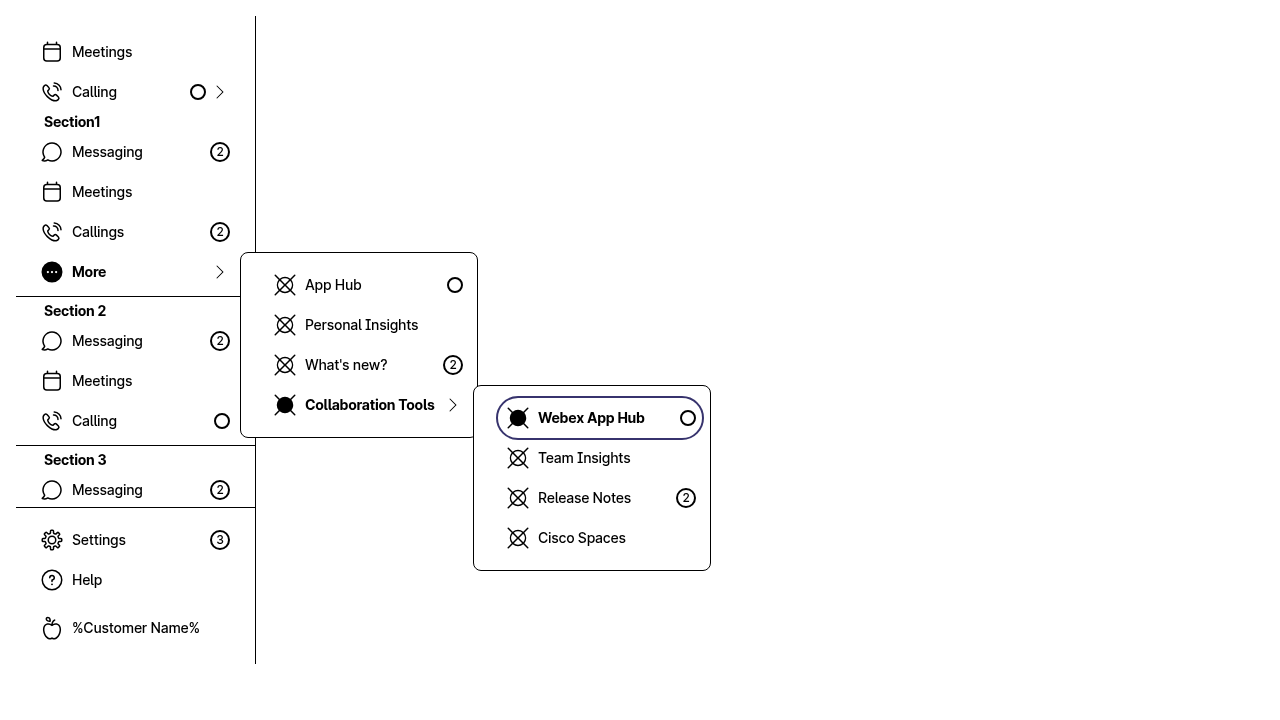 Meetings
Calling
Section1
Messaging 2
Meetings
Callings 2
More
Section 2
Messaging 2
Meetings
Calling
Section 3
Messaging 2
Settings 3
Help
%Customer Name%
App Hub
Personal Insights
What's new? 2
Collaboration Tools
Webex App Hub
Team Insights
Release Notes 2
Cisco Spaces